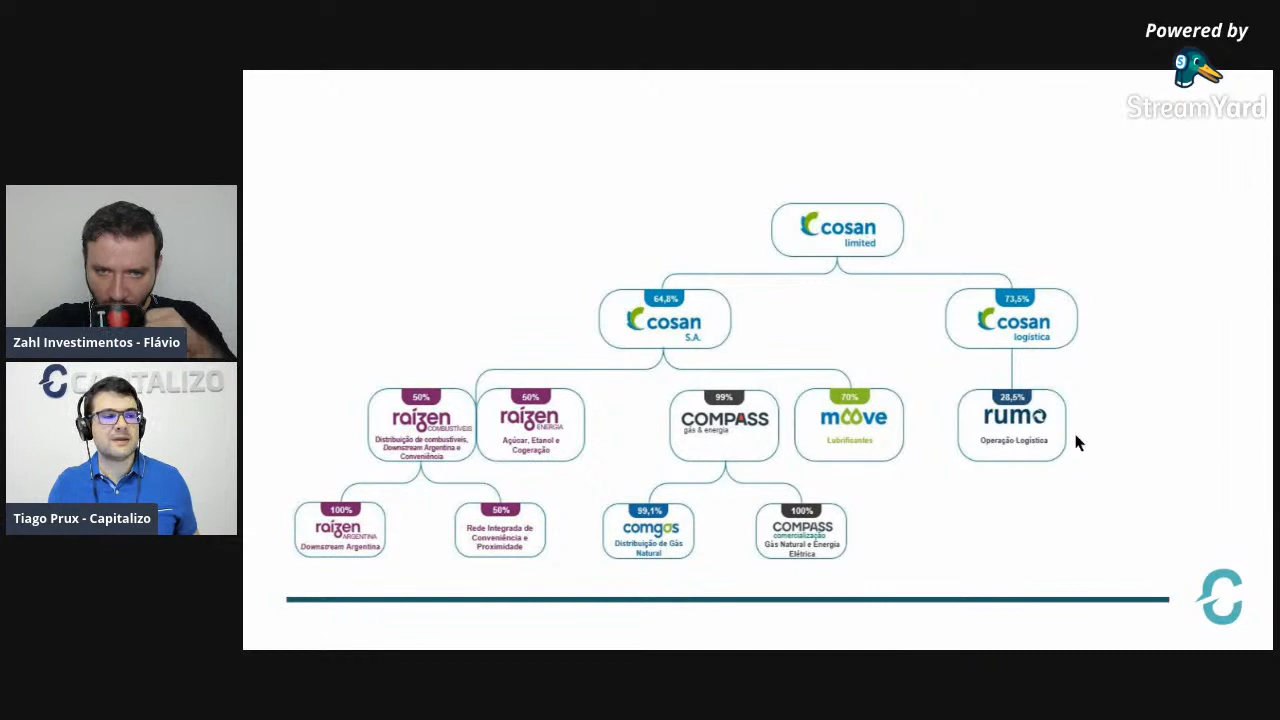 Powered by
StreamYard
cosan
limited
64,8%
cosan
S.A.
73,5%
cosan
logística
50%
raízen
COMBUSTÍVEIS
Distribuição de combustíveis,
Downstream Argentina e
Conveniência
50%
raízen
ENERGIA
Açúcar, Etanol e
Cogeração
99%
COMPASS
gás & energia
70%
moove
Lubrificantes
28,5%
rumo
Operação Logística
100%
raízen
ARGENTINA
Downstream Argentina
50%
Rede Integrada de
Conveniência e
Proximidade
99,1%
comgas
Distribuição de Gás
Natural
100%
COMPASS
comercialização
Gás Natural e Energia
Elétrica
Zahl Investimentos - Flávio
CAPITALIZO
Tiago Prux - Capitalizo